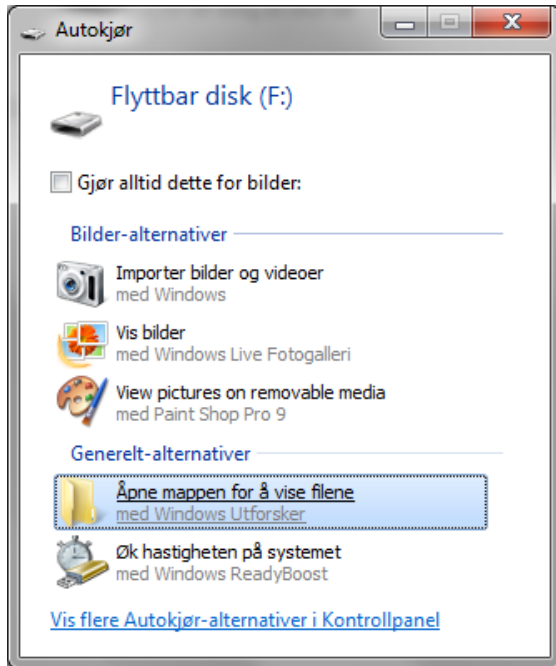 Autokjør
Flyttbar disk (F:)
Gjør alltid dette for bilder:
Bilder-alternativer
Importer bilder og videoer
med Windows
Vis bilder
med Windows Live Fotogalleri
View pictures on removable media
med Paint Shop Pro 9
Generelt-alternativer
Åpne mappen for å vise filene
med Windows Utforsker
Øk hastigheten på systemet
med Windows ReadyBoost
Vis flere Autokjør-alternativer i Kontrollpanel